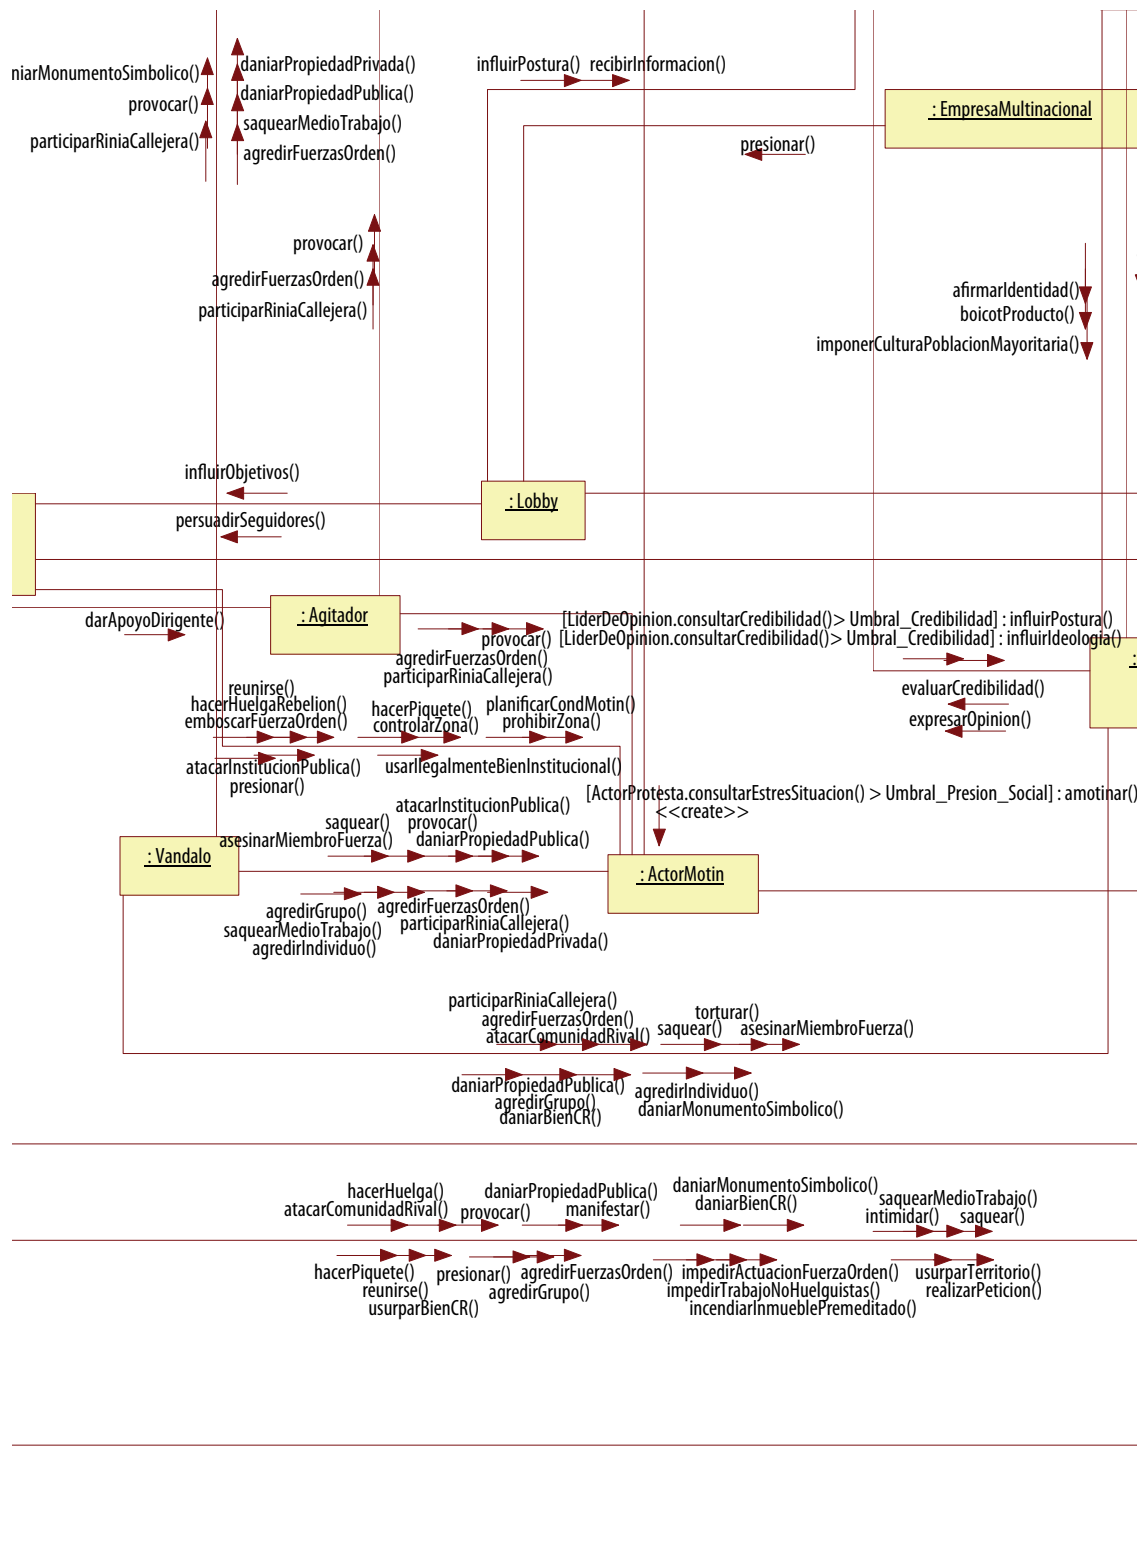 daniarPropiedadPrivada()
niarMonumentoSimbolico()
daniarPropiedadPublica()
provocar()
saquearMedioTrabajo()
participarRiniaCallejera()
agredirFuerzasOrden()
influirPostura()
recibirInformacion()
: EmpresaMultinacional
presionar()
provocar()
agredirFuerzasOrden()
participarRiniaCallejera()
afirmarIdentidad()
boicotProducto()
imponerCulturaPoblacionMayoritaria()
influirObjetivos()
persuadirSeguidores()
: Lobby
darApoyoDirigente()
: Agitador
provocar()
agredirFuerzasOrden()
participarRiniaCallejera()
[LiderDeOpinion.consultarCredibilidad()> Umbral_Credibilidad] : influirPostura()
[LiderDeOpinion.consultarCredibilidad()> Umbral_Credibilidad] : influirIdeologia()
:
evaluarCredibilidad()
expresarOpinion()
reunirse()
hacerHuelgaRebelion()
emboscarFuerzaOrden()
hacerPiquete()
controlarZona()
planificarCondMotin()
prohibirZona()
atacarInstitucionPublica()
presionar()
usarIlegalmenteBienInstitucional()
[ActorProtesta.consultarEstresSituacion() > Umbral_Presion_Social] : amotinar()
<<create>>
atacarInstitucionPublica()
saquear()
provocar()
asesinarMiembroFuerza()
daniarPropiedadPublica()
: Vandalo
: ActorMotin
agredirGrupo()
agredirFuerzasOrden()
saquearMedioTrabajo()
participarRiniaCallejera()
agredirIndividuo()
daniarPropiedadPrivada()
participarRiniaCallejera()
agredirFuerzasOrden()
atacarComunidadRival()
torturar()
saquear()
asesinarMiembroFuerza()
daniarPropiedadPublica()
agredirGrupo()
daniarBienCR()
agredirIndividuo()
daniarMonumentoSimbolico()
hacerHuelga()
atacarComunidadRival()
provocar()
daniarPropiedadPublica()
manifestar()
daniarMonumentoSimbolico()
daniarBienCR()
saquearMedioTrabajo()
intimidar()
saquear()
hacerPiquete()
reunirse()
usurparBienCR()
presionar()
agredirGrupo()
agredirFuerzasOrden()
impedirActuacionFuerzaOrden()
impedirTrabajoNoHuelguistas()
incendiarInmueblePremeditado()
usurparTerritorio()
realizarPeticion()